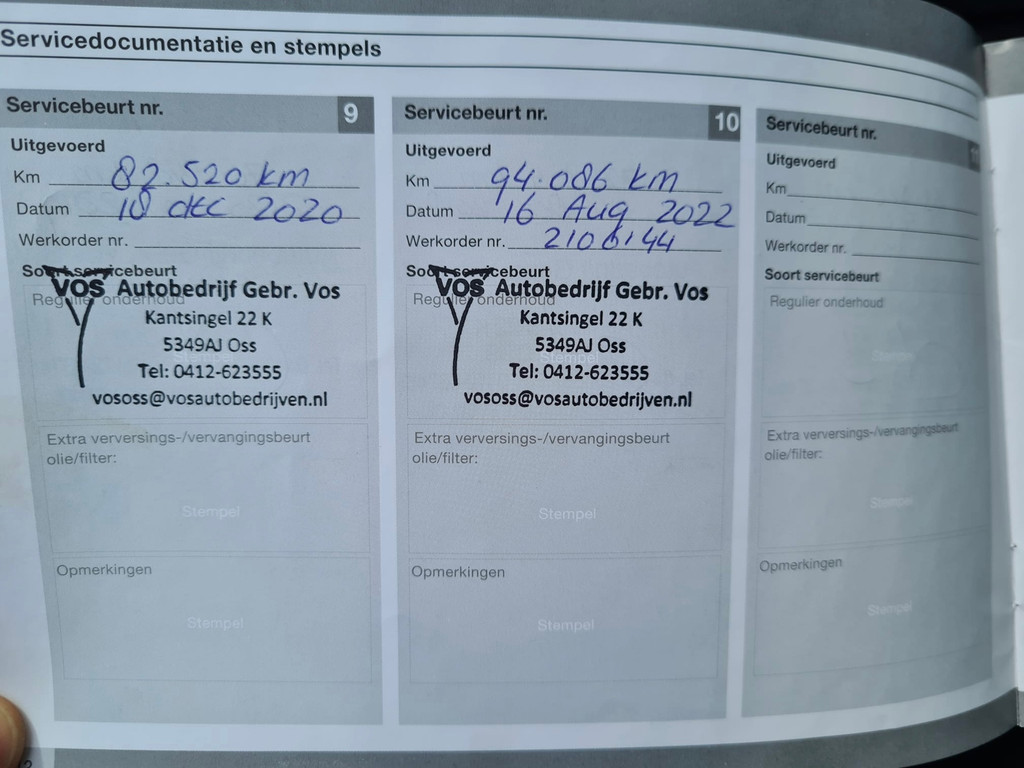 Servicedocumentatie en stempels
Servicebeurt nr. 9
Uitgevoerd
Km 82.520 km
Datum 18 dec 2020
Werkorder nr.
Soort servicebeurt
Regulier onderhoud
VOS Autobedrijf Gebr. Vos
Kantsingel 22 K
5349AJ Oss
Tel: 0412-623555
vososs@vosautobedrijven.nl
Extra verversings-/vervangingsbeurt
olie/filter:
Stempel
Opmerkingen
Stempel
Servicebeurt nr. 10
Uitgevoerd
Km 94.086 km
Datum 16 Aug 2022
Werkorder nr. 2106144
Soort servicebeurt
Regulier onderhoud
VOS Autobedrijf Gebr. Vos
Kantsingel 22 K
Stempel
5349AJ Oss
Tel: 0412-623555
vososs@vosautobedrijven.nl
Extra verversings-/vervangingsbeurt
olie/filter:
Stempel
Opmerkingen
Stempel
Servicebeurt nr. 11
Uitgevoerd
Km
Datum
Werkorder nr.
Soort servicebeurt
Regulier onderhoud
Stempel
Extra verversings-/vervangingsbeurt
olie/filter:
Stempel
Opmerkingen
Stempel